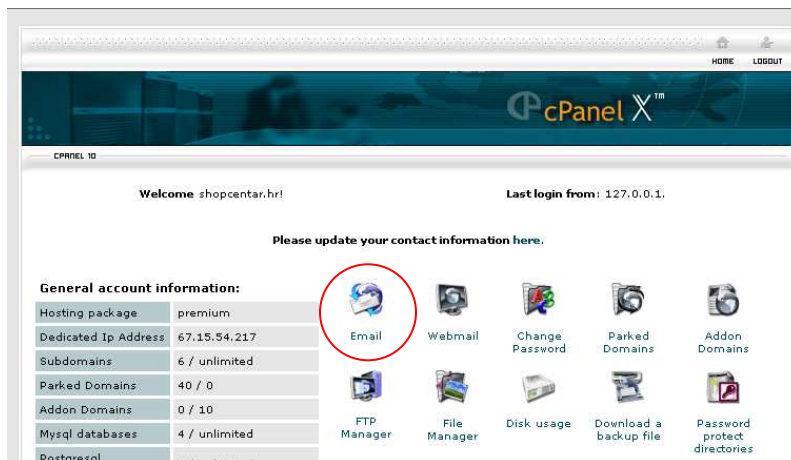 HOME LOGOUT
cPanel X™
CPANEL 10
Welcome shopcentar.hr!
Last login from: 127.0.0.1.
Please update your contact information here.
General account information:
Hosting package premium
Dedicated Ip Address 67.15.54.217
Subdomains 6 / unlimited
Parked Domains 40 / 0
Addon Domains 0 / 10
Mysql databases 4 / unlimited
Postgresql
Email
Webmail
Change
Password
Parked
Domains
Addon
Domains
FTP
Manager
File
Manager
Disk usage
Download a
backup file
Password
protect
directories